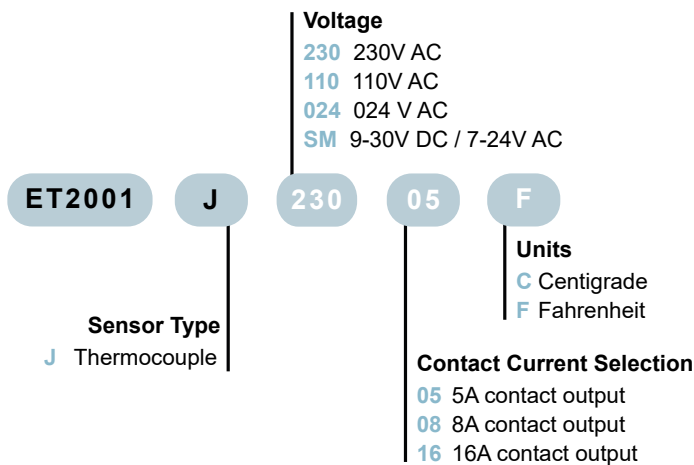 Voltage
230 230V AC
110 110V AC
024 024 V AC
SM 9-30V DC / 7-24V AC
ET2001 J 230 05 F
Units
C Centigrade
F Fahrenheit
Sensor Type
J Thermocouple
Contact Current Selection
05 5A contact output
08 8A contact output
16 16A contact output